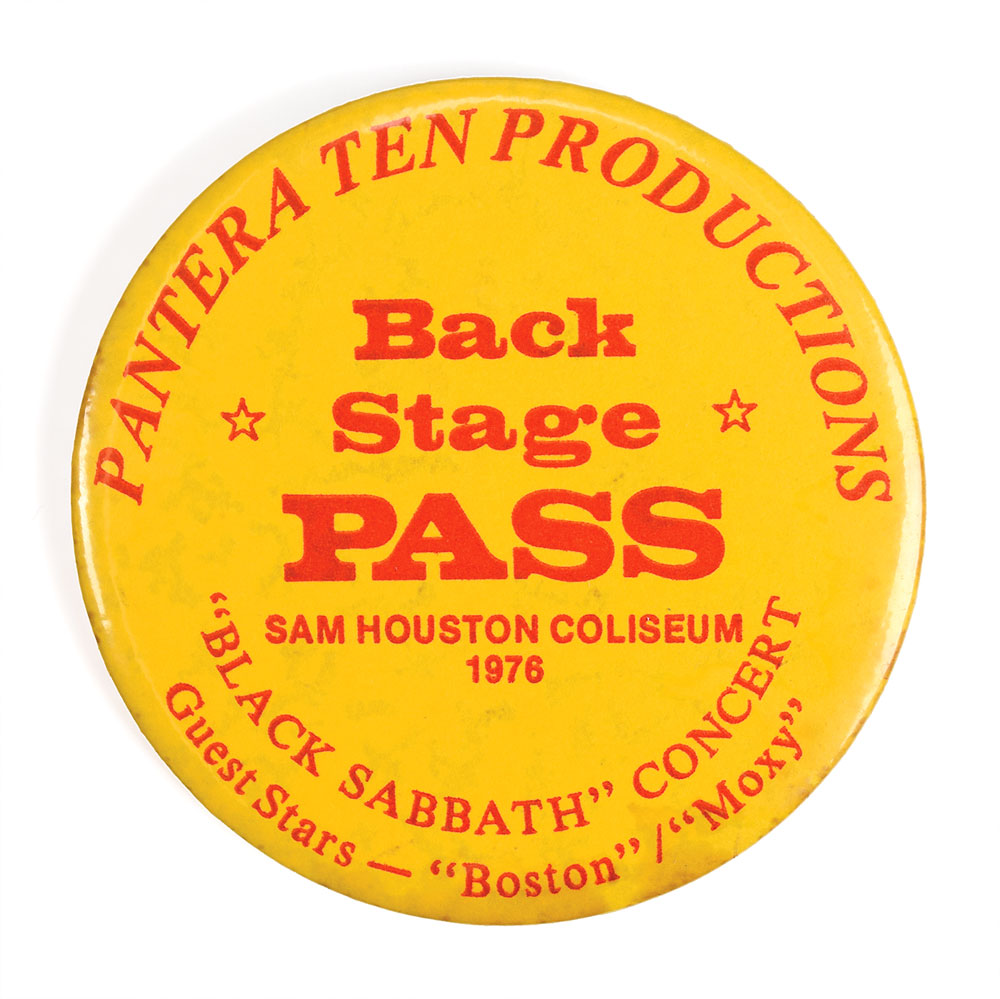 PANTERA TEN PRODUCTIONS
Back
Stage
PASS
SAM HOUSTON COLISEUM
1976
“BLACK SABBATH” CONCERT
Guest Stars — “Boston” / “Moxy”